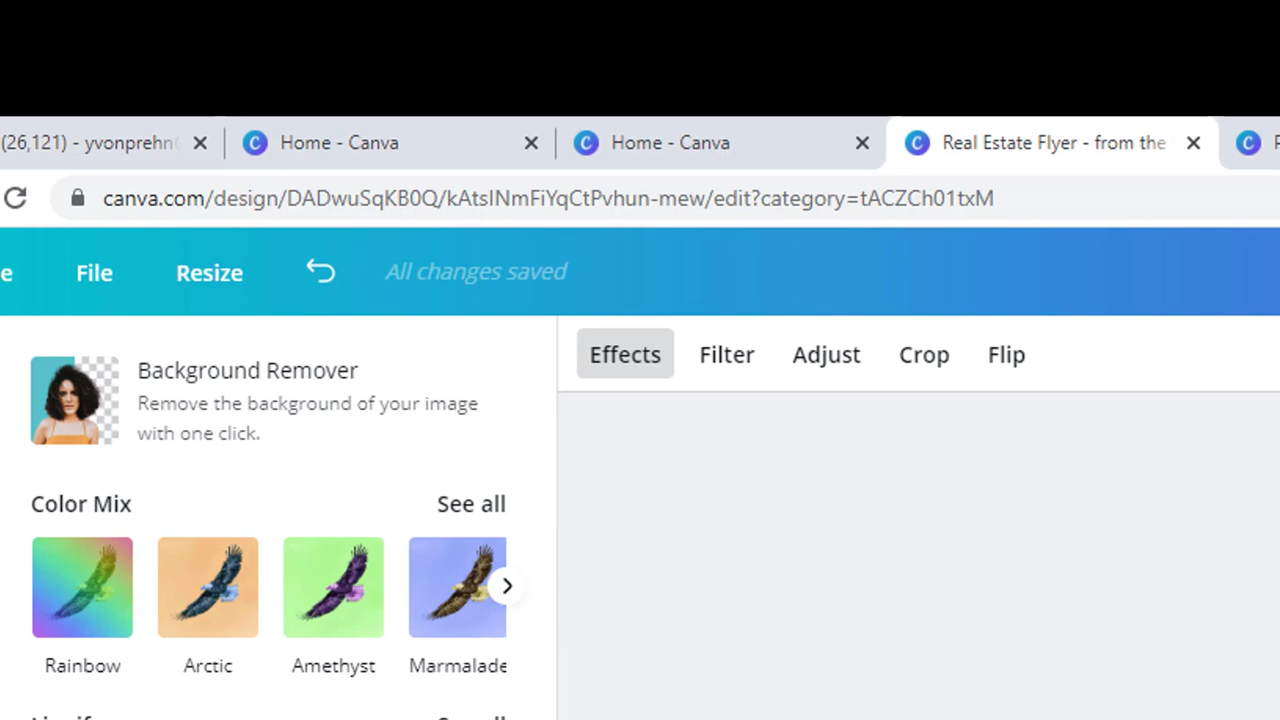 (26,121) - yvonprehn
Home - Canva
Home - Canva
Real Estate Flyer - from the
canva.com/design/DADwuSqKB0Q/kAtsINmFiYqCtPvhun-mew/edit?category=tACZCh01txM
e
File
Resize
All changes saved
Effects
Filter
Adjust
Crop
Flip
Background Remover
Remove the background of your image
with one click.
Color Mix
See all
Rainbow
Arctic
Amethyst
Marmalade